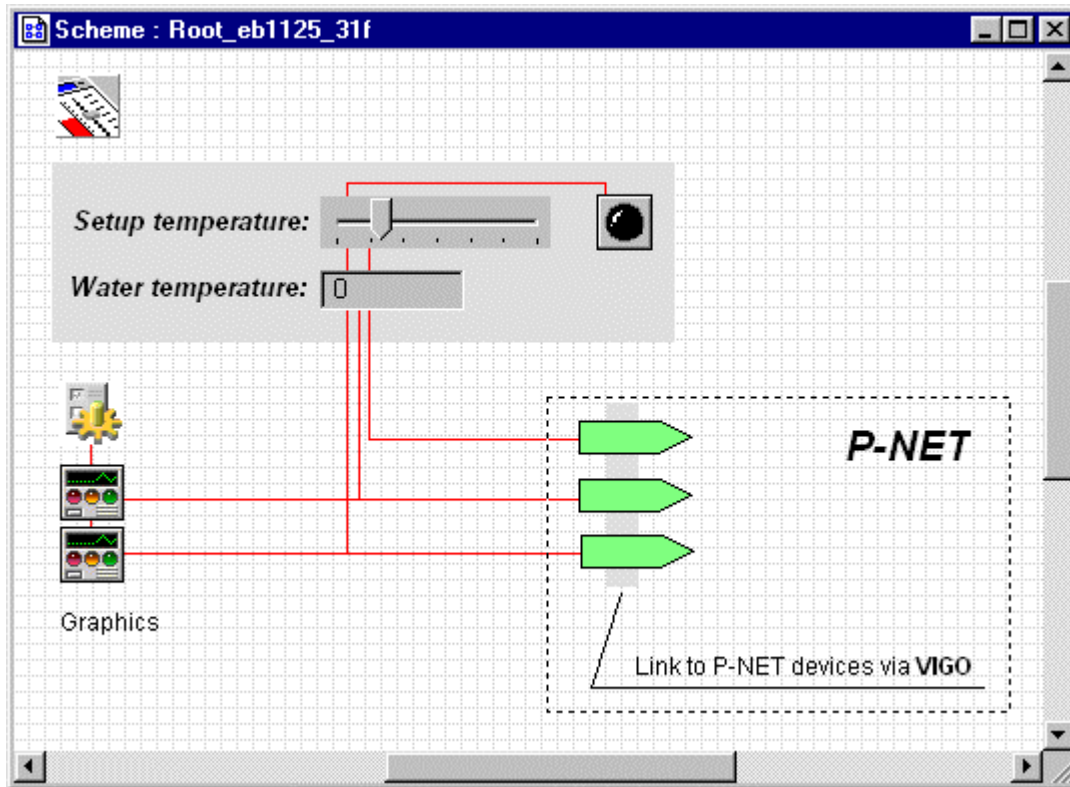 Scheme : Root_eb1125_31f
Setup temperature:
Water temperature: 0
P-NET
Graphics
Link to P-NET devices via VIGO